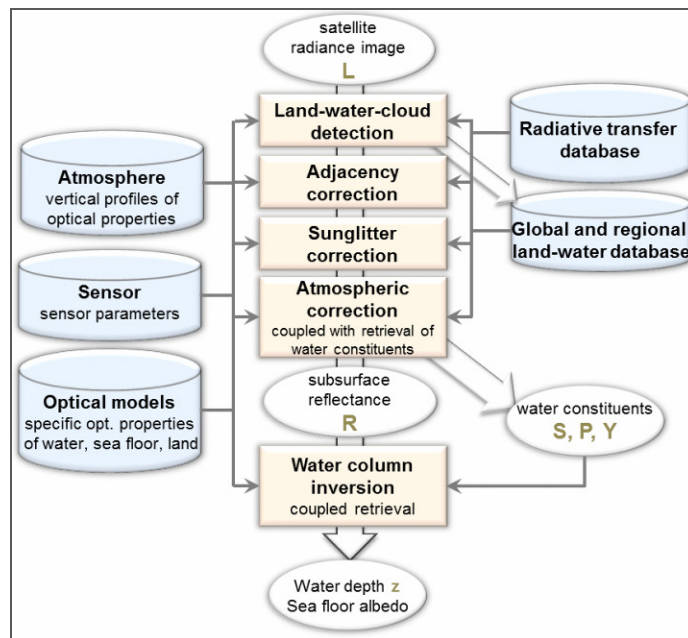 satellite
radiance image
L
Land-water-cloud
detection
Radiative transfer
database
Atmosphere
vertical profiles of
optical properties
Adjacency
correction
Global and regional
land-water database
Sunglitter
correction
Sensor
sensor parameters
Atmospheric
correction
coupled with retrieval of
water constituents
Optical models
specific opt. properties
of water, sea floor, land
subsurface
reflectance
R
water constituents
S, P, Y
Water column
inversion
coupled retrieval
Water depth z
Sea floor albedo